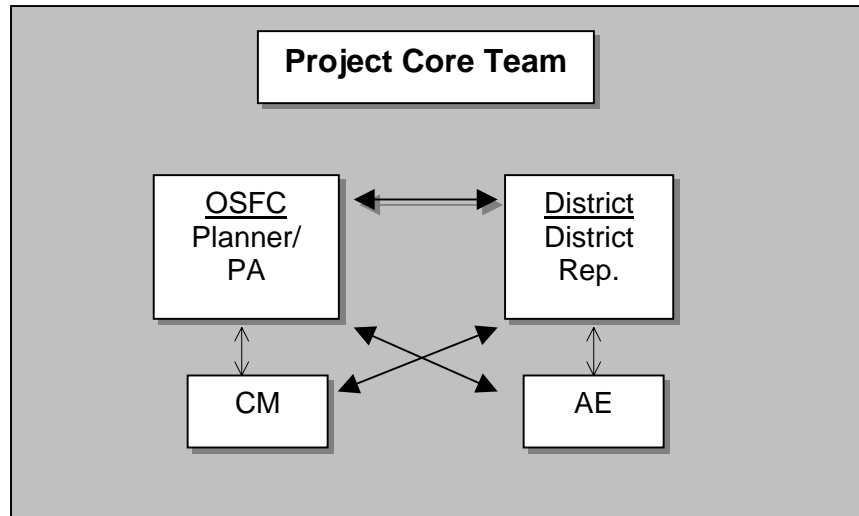 Project Core Team
OSFC
Planner/
PA
District
District
Rep.
CM
AE